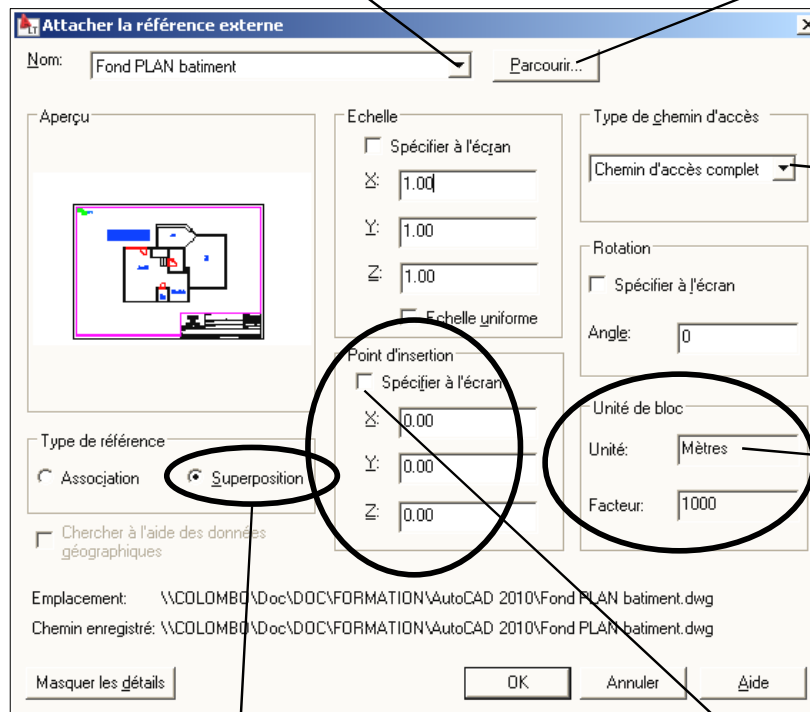 Attacher la référence externe
Nom: Fond PLAN batiment Parcourir...
Aperçu
Echelle
Spécifier à l'écran
X: 1.00
Y: 1.00
Z: 1.00
Echelle uniforme
Type de chemin d'accès
Chemin d'accès complet
Rotation
Spécifier à l'écran
Angle: 0
Point d'insertion
Spécifier à l'écran
X: 0.00
Y: 0.00
Z: 0.00
Unité de bloc
Unité: Mètres
Facteur: 1000
Type de référence
Association Superposition
Chercher à l'aide des données
géographiques
Emplacement: \\COLOMBO\Doc\DOC\FORMATION\AutoCAD 2010\Fond PLAN batiment.dwg
Chemin enregistré: \\COLOMBO\Doc\DOC\FORMATION\AutoCAD 2010\Fond PLAN batiment.dwg
Masquer les détails OK Annuler Aide